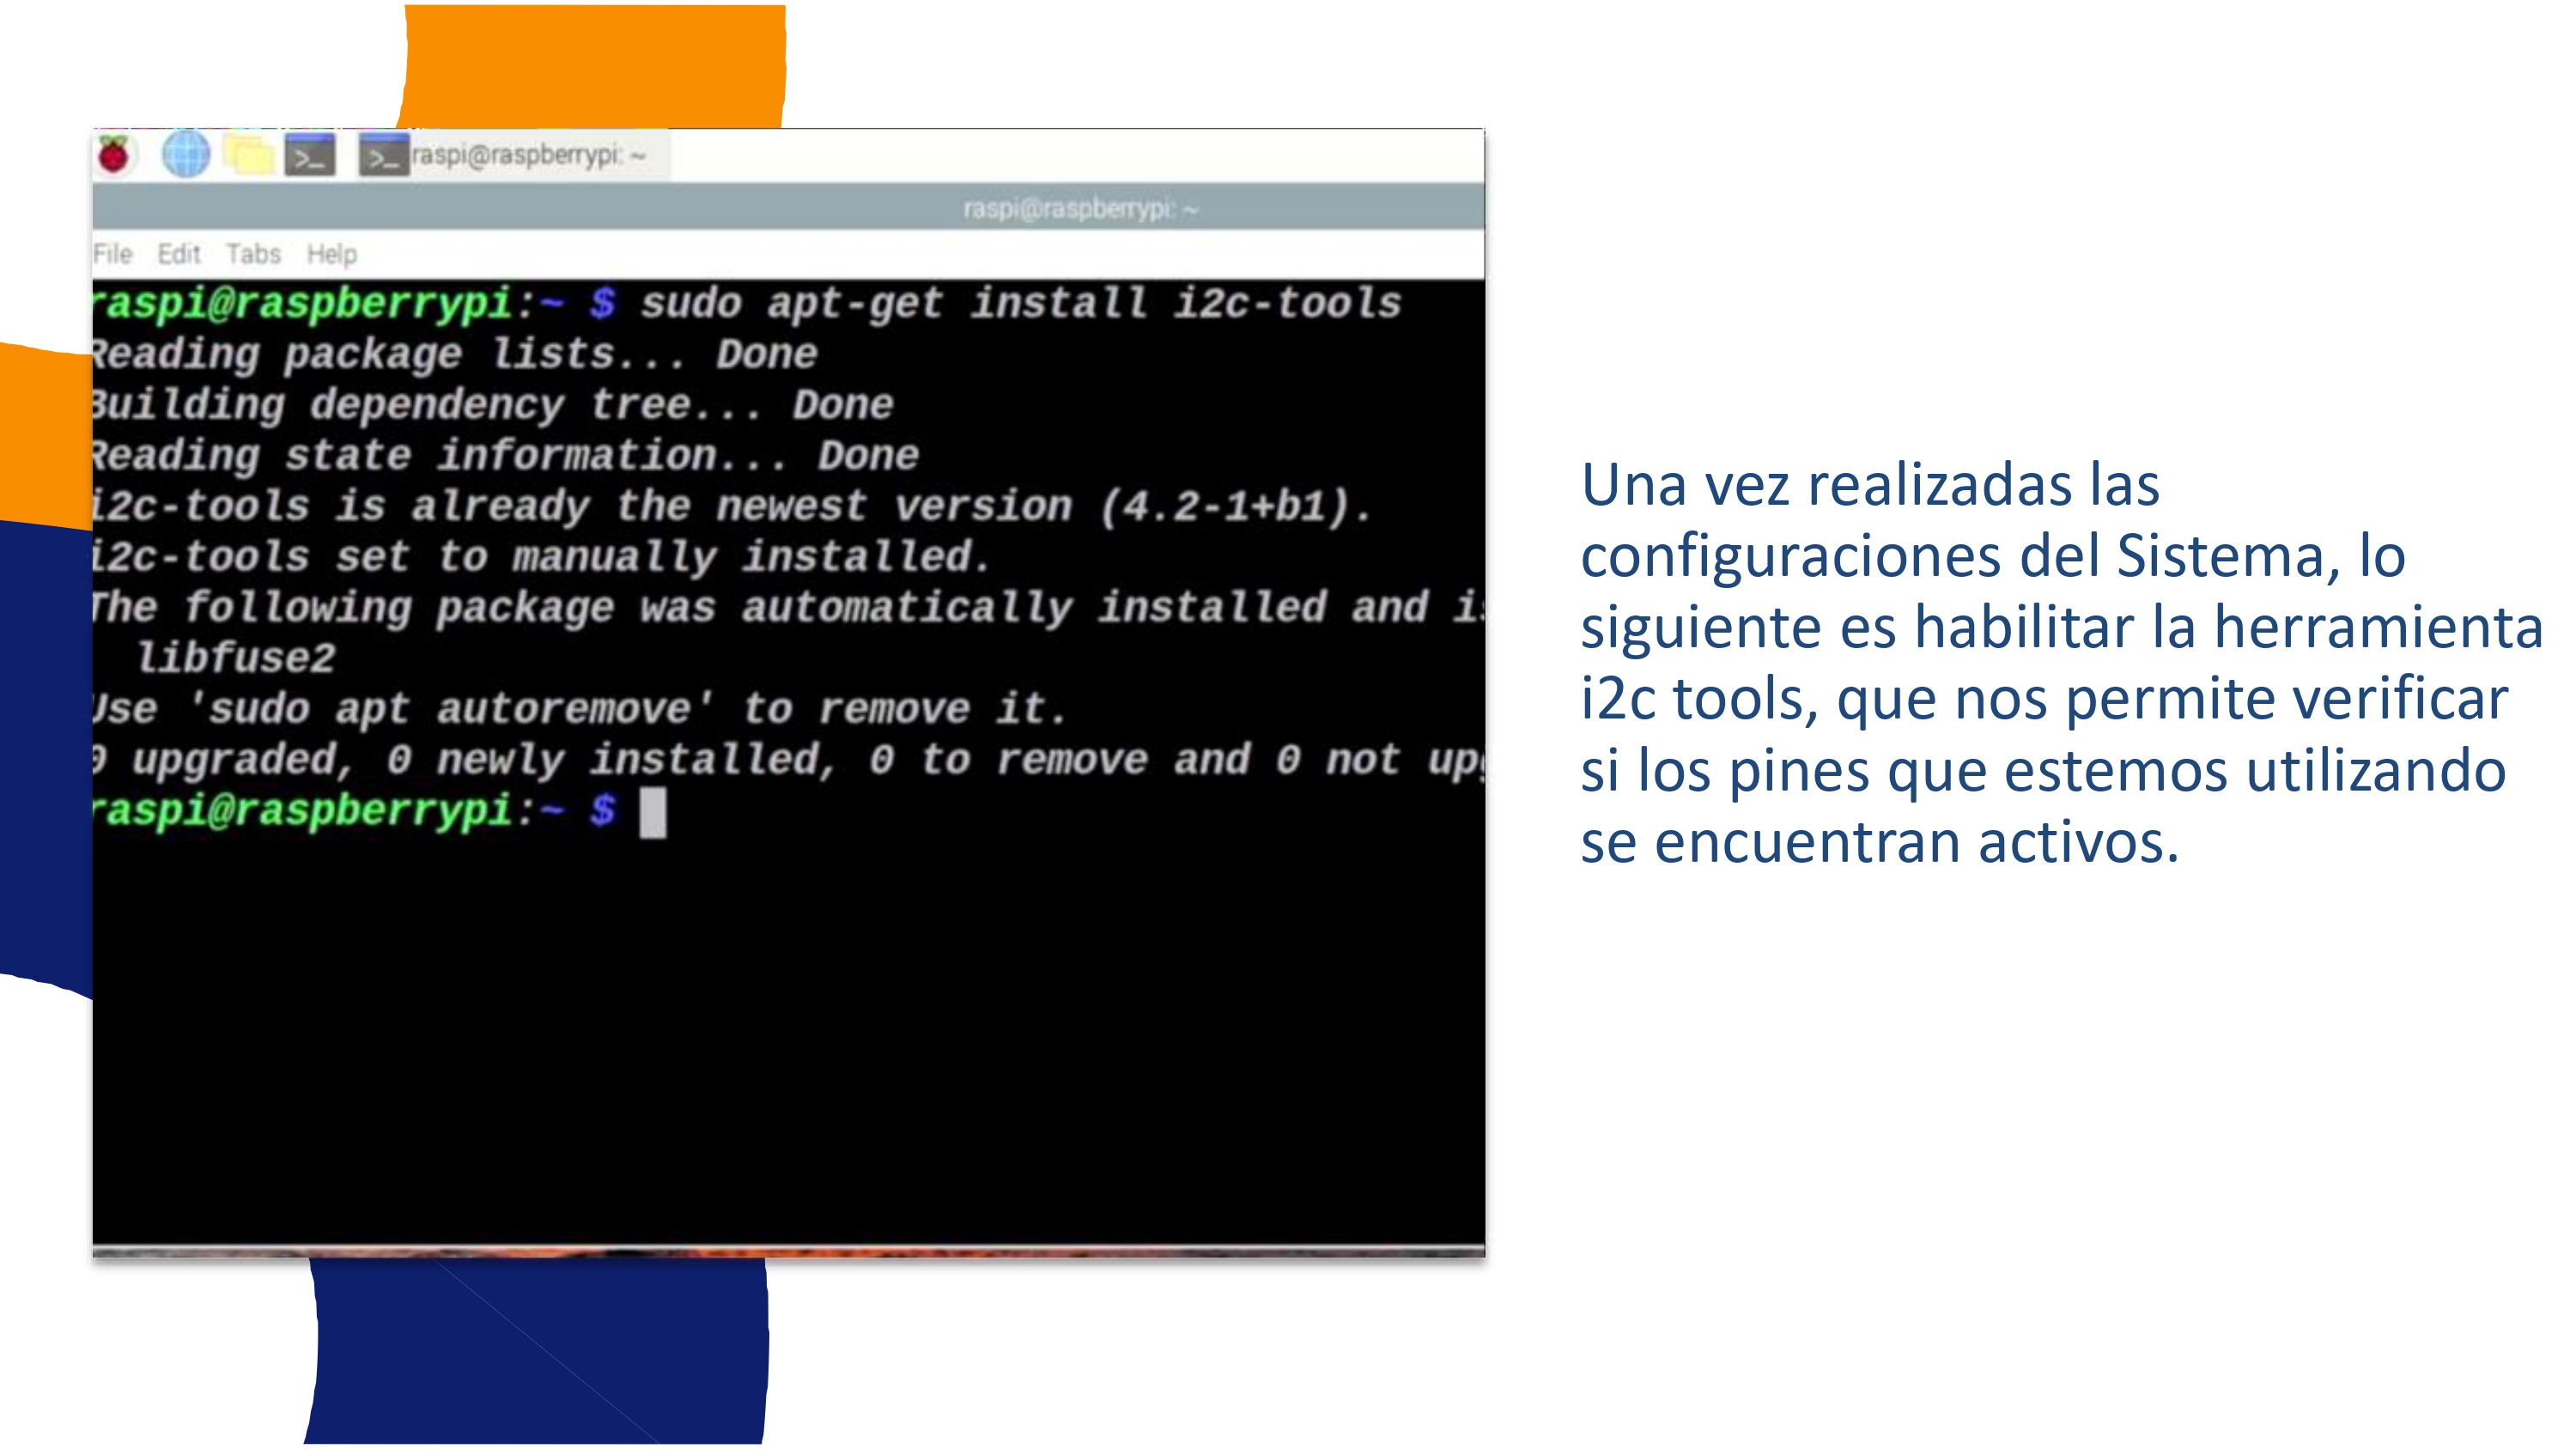 raspi@raspberrypi: ~
raspi@raspberrypi: ~
File Edit Tabs Help
raspi@raspberrypi:~ $ sudo apt-get install i2c-tools
Reading package lists... Done
Building dependency tree... Done
Reading state information... Done
i2c-tools is already the newest version (4.2-1+b1).
i2c-tools set to manually installed.
The following package was automatically installed and
libfuse2
Use 'sudo apt autoremove' to remove it.
0 upgraded, 0 newly installed, 0 to remove and 0 not
raspi@raspberrypi:~ $
Una vez realizadas las
configuraciones del Sistema, lo
siguiente es habilitar la herramienta
i2c tools, que nos permite verificar
si los pines que estemos utilizando
se encuentran activos.